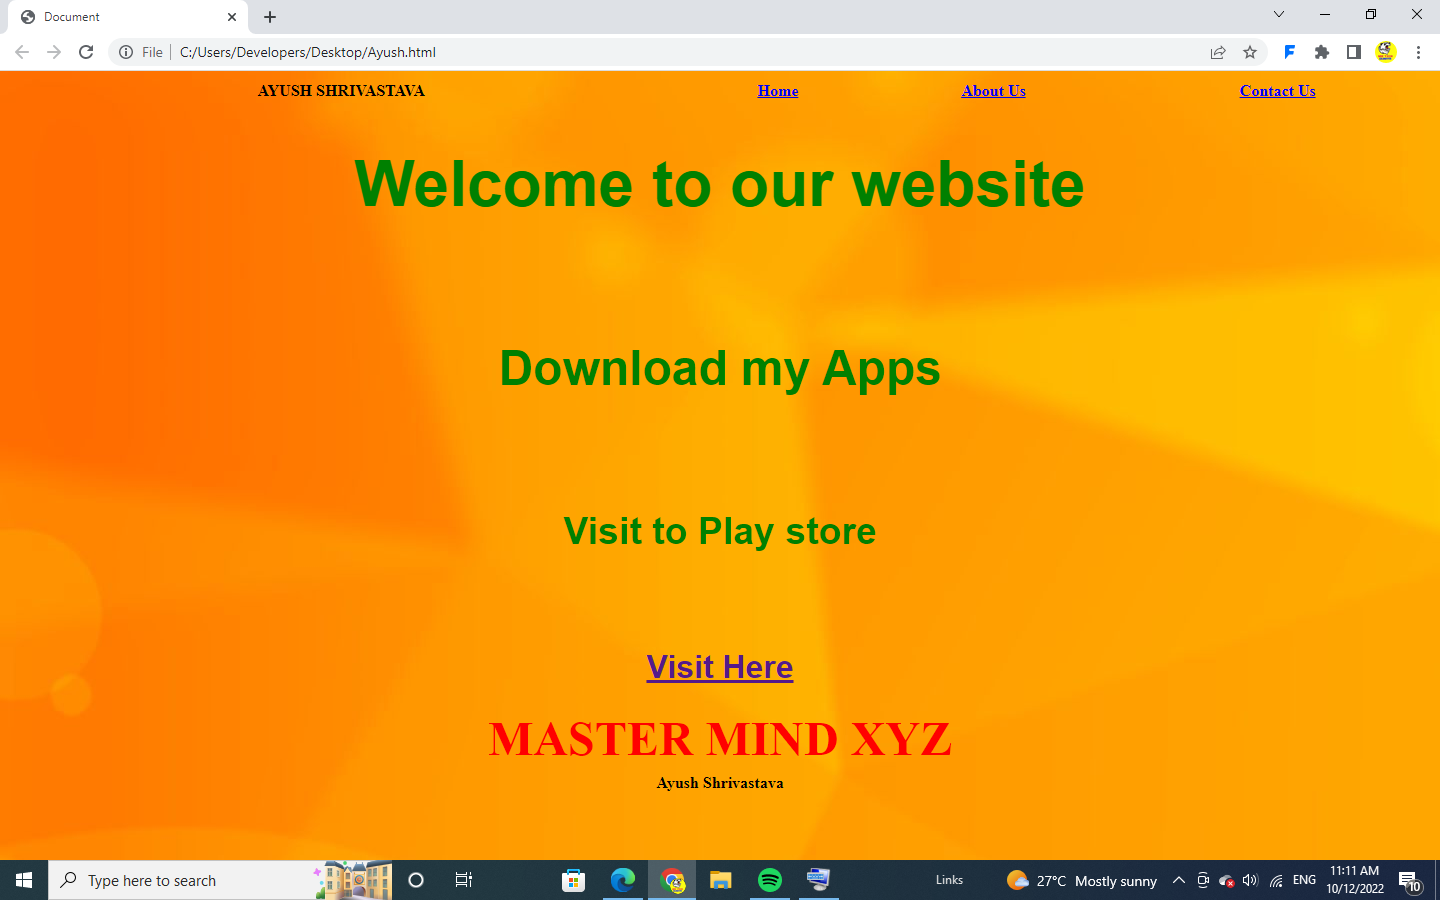 Document
File
C:/Users/Developers/Desktop/Ayush.html
AYUSH SHRIVASTAVA Home About Us Contact Us
Welcome to our website
Download my Apps
Visit to Play store
Visit Here
MASTER MIND XYZ
Ayush Shrivastava
Type here to search
Links
27°C Mostly sunny
ENG
11:11 AM
10/12/2022
10